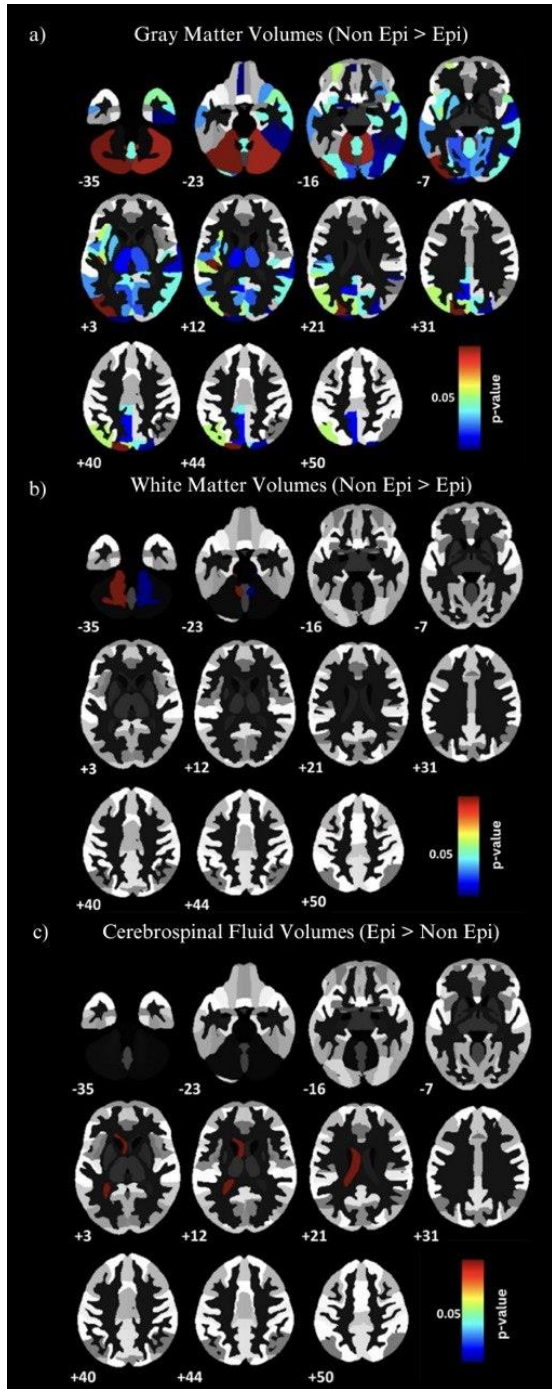 a) Gray Matter Volumes (Non Epi > Epi)
-35 -23 -16 -7
+3 +12 +21 +31
+40 +44 +50
0.05 p-value
b) White Matter Volumes (Non Epi > Epi)
-35 -23 -16 -7
+3 +12 +21 +31
+40 +44 +50
0.05 p-value
c) Cerebrospinal Fluid Volumes (Epi > Non Epi)
-35 -23 -16 -7
+3 +12 +21 +31
+40 +44 +50
0.05 p-value